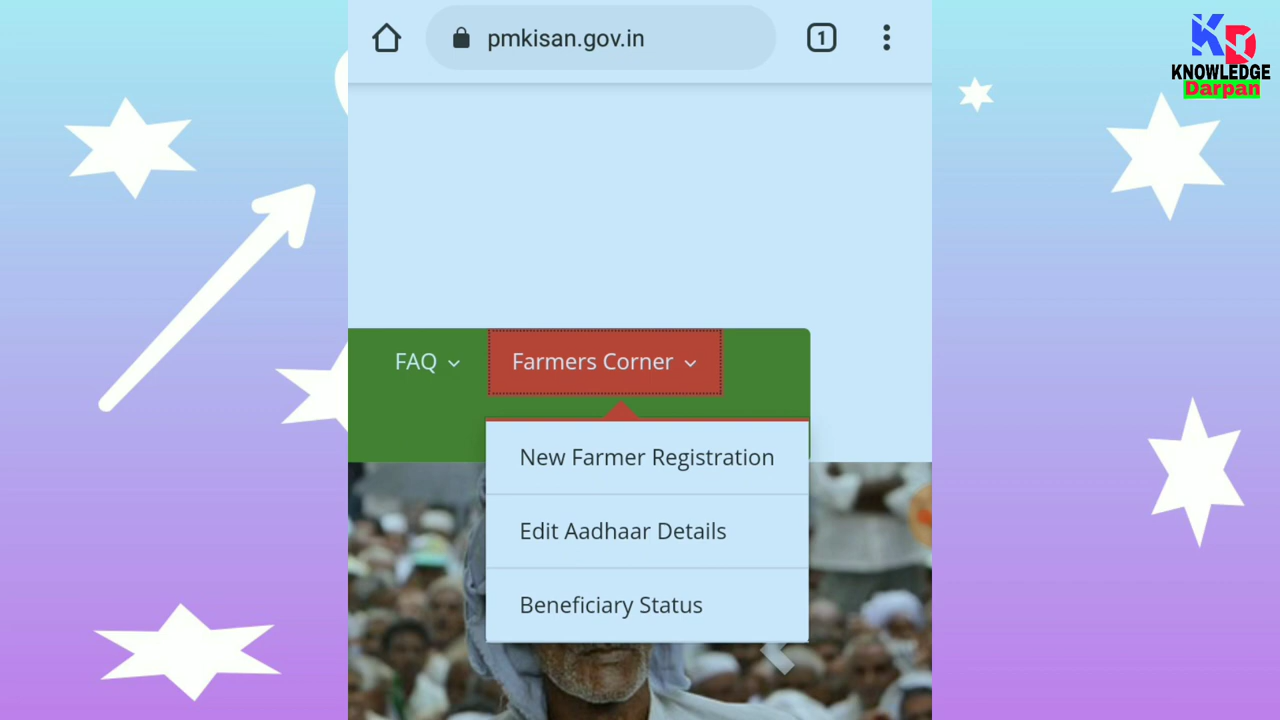 pmkisan.gov.in
1
KD
KNOWLEDGE
Darpan
FAQ
Farmers Corner
New Farmer Registration
Edit Aadhaar Details
Beneficiary Status